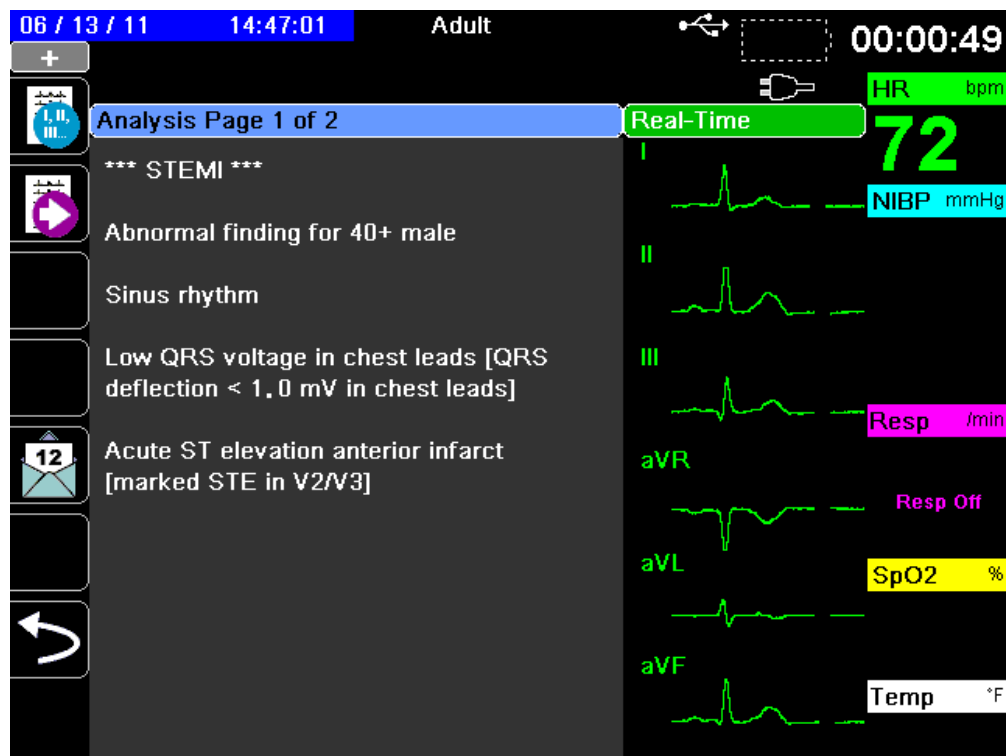 06 / 13 / 11 14:47:01 Adult 00:00:49
+
HR bpm
I, II, III...
Analysis Page 1 of 2
Real-Time
72
*** STEMI ***
I
NIBP mmHg
Abnormal finding for 40+ male
II
Sinus rhythm
Low QRS voltage in chest leads [QRS
deflection < 1.0 mV in chest leads]
III
Resp /min
12
Acute ST elevation anterior infarct
[marked STE in V2/V3]
aVR
Resp Off
aVL
SpO2 %
aVF
Temp °F